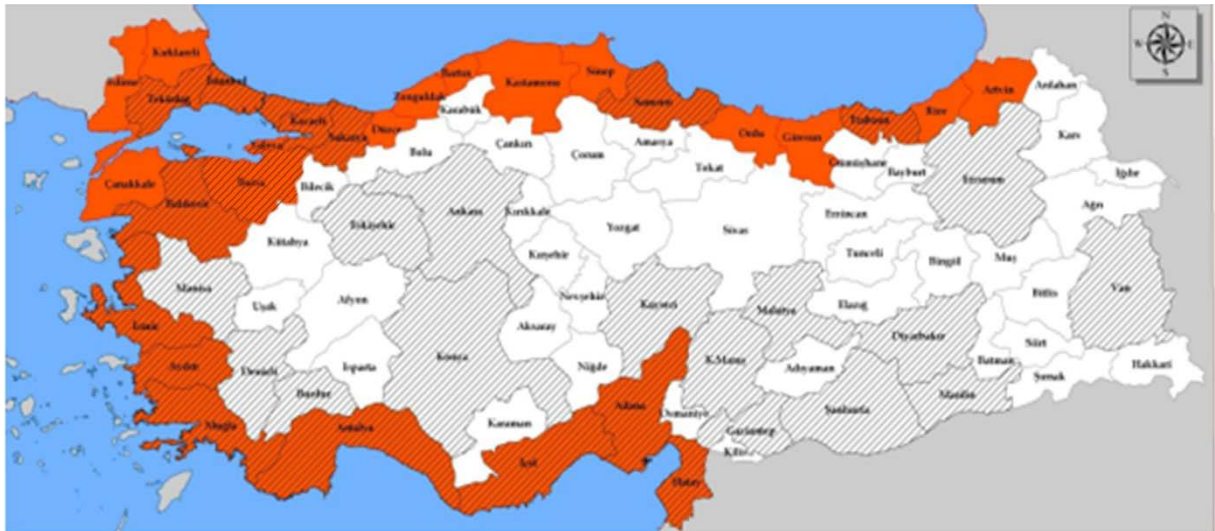 N
W E
S
Kırklareli
Edirne
İstanbul
Tekirdağ
Kocaeli
Yalova
Sakarya
Düzce
Zonguldak
Bartın
Kastamonu
Sinop
Samsun
Ordu
Giresun
Trabzon
Rize
Artvin
Ardahan
Kars
Iğdır
Ağrı
Karabük
Bolu
Çankırı
Çorum
Amasya
Tokat
Gümüşhane
Bayburt
Erzurum
Çanakkale
Balıkesir
Bursa
Bilecik
Eskişehir
Ankara
Kırıkkale
Yozgat
Sivas
Erzincan
Tunceli
Bingöl
Muş
Kütahya
Kırşehir
Manisa
Uşak
Afyon
Nevşehir
Kayseri
Malatya
Elazığ
Bitlis
Van
İzmir
Aksaray
Konya
Diyarbakır
Siirt
Batman
Hakkari
Şırnak
Aydın
Denizli
Isparta
Niğde
K.Maraş
Adıyaman
Mardin
Burdur
Muğla
Antalya
Karaman
Adana
Osmaniye
Şanlıurfa
Gaziantep
Kilis
İçel
Hatay